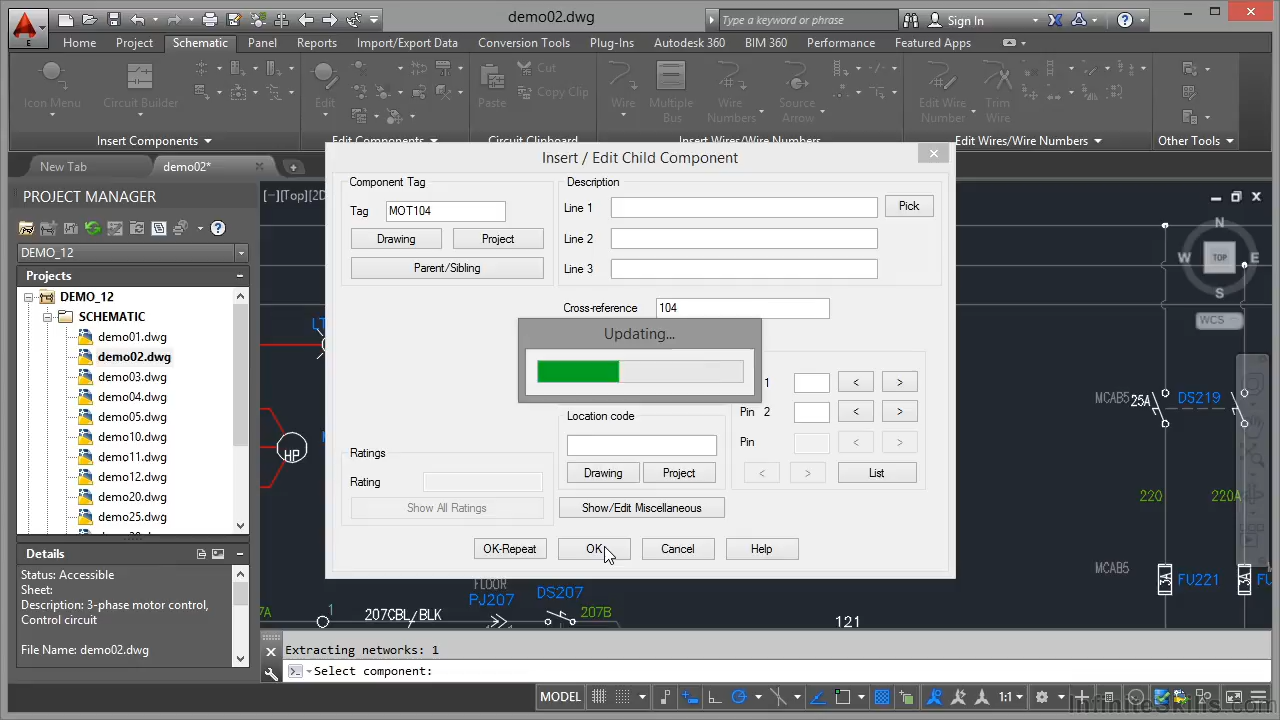 demo02.dwg
Type a keyword or phrase
Sign In
Home
Project
Schematic
Panel
Reports
Import/Export Data
Conversion Tools
Plug-Ins
Autodesk 360
BIM 360
Performance
Featured Apps
Icon Menu
Circuit Builder
Edit
Paste
Cut
Copy Clip
Wire
Multiple Bus
Wire Numbers
Source Arrow
Edit Wire Number
Trim Wire
Insert Components
Edit Components
Circuit Clipboard
Insert Wires/Wire Numbers
Edit Wires/Wire Numbers
Other Tools
New Tab
demo02*
PROJECT MANAGER
DEMO_12
Projects
DEMO_12
SCHEMATIC
demo01.dwg
demo02.dwg
demo03.dwg
demo04.dwg
demo05.dwg
demo10.dwg
demo11.dwg
demo12.dwg
demo20.dwg
demo25.dwg
Details
Status: Accessible
Sheet:
Description: 3-phase motor control,
Control circuit
File Name: demo02.dwg
[−][Top][2D
Insert / Edit Child Component
Component Tag
Tag
MOT104
Drawing
Project
Parent/Sibling
Description
Line 1
Pick
Line 2
Line 3
Cross-reference
104
Updating...
1
<
>
Pin 2
<
>
Pin
<
>
<
>
List
Location code
Drawing
Project
Ratings
Rating
Show All Ratings
Show/Edit Miscellaneous
OK-Repeat
OK
Cancel
Help
N
W
TOP
E
S
WCS
HP
MCAB5
25A
DS219
220
220A
MCAB5
FU221
FU
FLOOR
PJ207
DS207
7A
1
207CBL/BLK
207B
121
Extracting networks: 1
Select component:
MODEL
1:1
InfiniteSkills.com